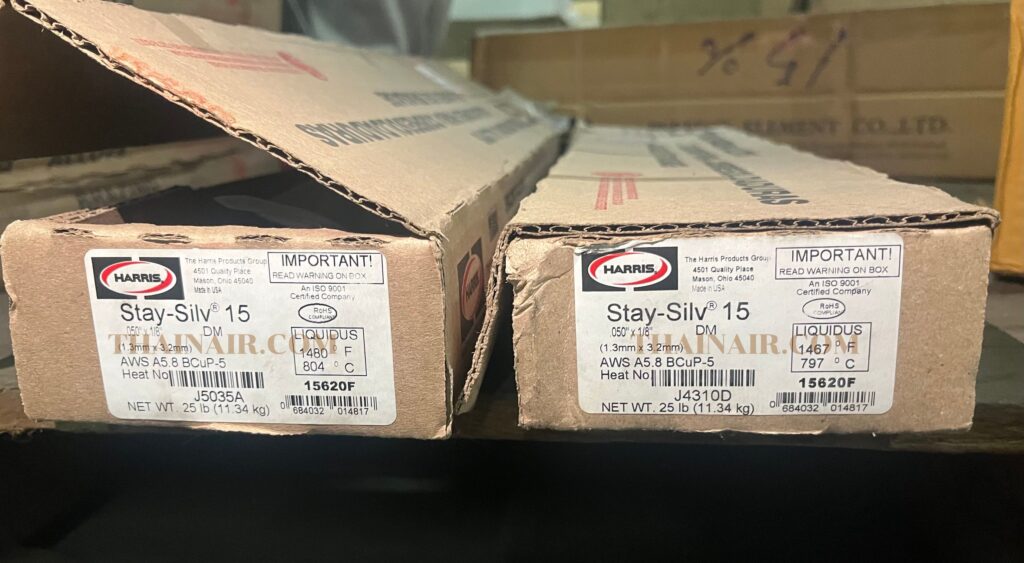 HARRIS.
The Harris Products Group
4501 Quality Place
Mason, Ohio 45040
Made in USA
IMPORTANT!
READ WARNING ON BOX
An ISO 9001
Certified Company
RoHS
COMPLIANT
Stay-Silv® 15
.050" x 1/8" DM
(1.3mm x 3.2mm)
AWS A5.8 BCuP-5
Heat No
J5035A
NET WT. 25 lb (11.34 kg)
LIQUIDUS
1480 ° F
804 ° C
15620F
0 684032 014817
THAINAIR.COM
HARRIS.
The Harris Products Group
4501 Quality Place
Mason, Ohio 45040
Made in USA
IMPORTANT!
READ WARNING ON BOX
An ISO 9001
Certified Company
RoHS
COMPLIANT
Stay-Silv® 15
.050" x 1/8" DM
(1.3mm x 3.2mm)
AWS A5.8 BCuP-5
Heat No
J4310D
NET WT. 25 lb (11.34 kg)
LIQUIDUS
1467 ° F
797 ° C
15620F
0 684032 014817
THAINAIR.COM
ELEMENT CO.,LTD.
15%
ALLOYS